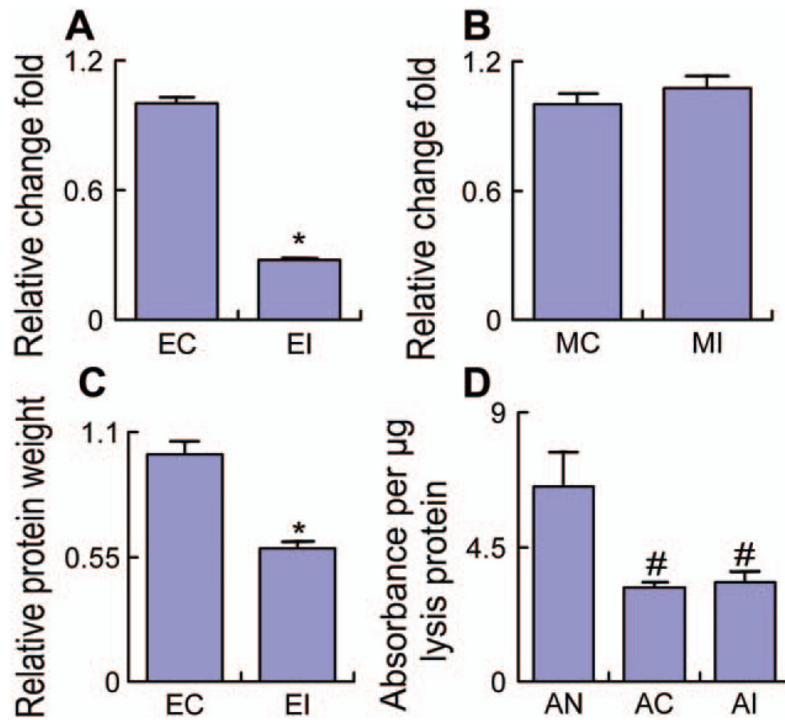 A
Relative change fold
1.2
0.6
0
*
EC
EI
B
Relative change fold
1.2
0.6
0
MC
MI
C
Relative protein weight
1.1
0.55
0
*
EC
EI
D
Absorbance per µg
lysis protein
9
4.5
0
#
#
AN
AC
AI